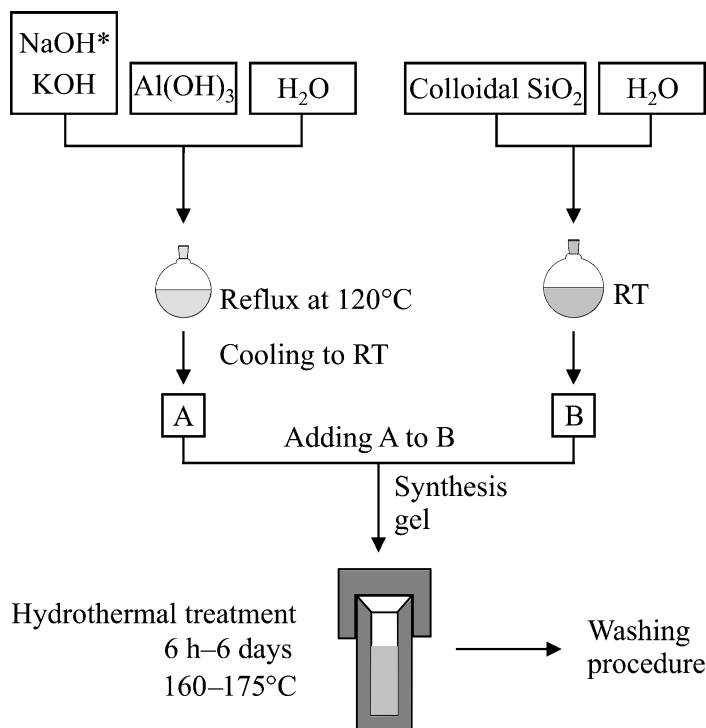 NaOH*
KOH
Al(OH)₃
H₂O
Colloidal SiO₂
H₂O
Reflux at 120°C
RT
Cooling to RT
A
B
Adding A to B
Synthesis
gel
Hydrothermal treatment
6 h–6 days
160–175°C
Washing
procedure